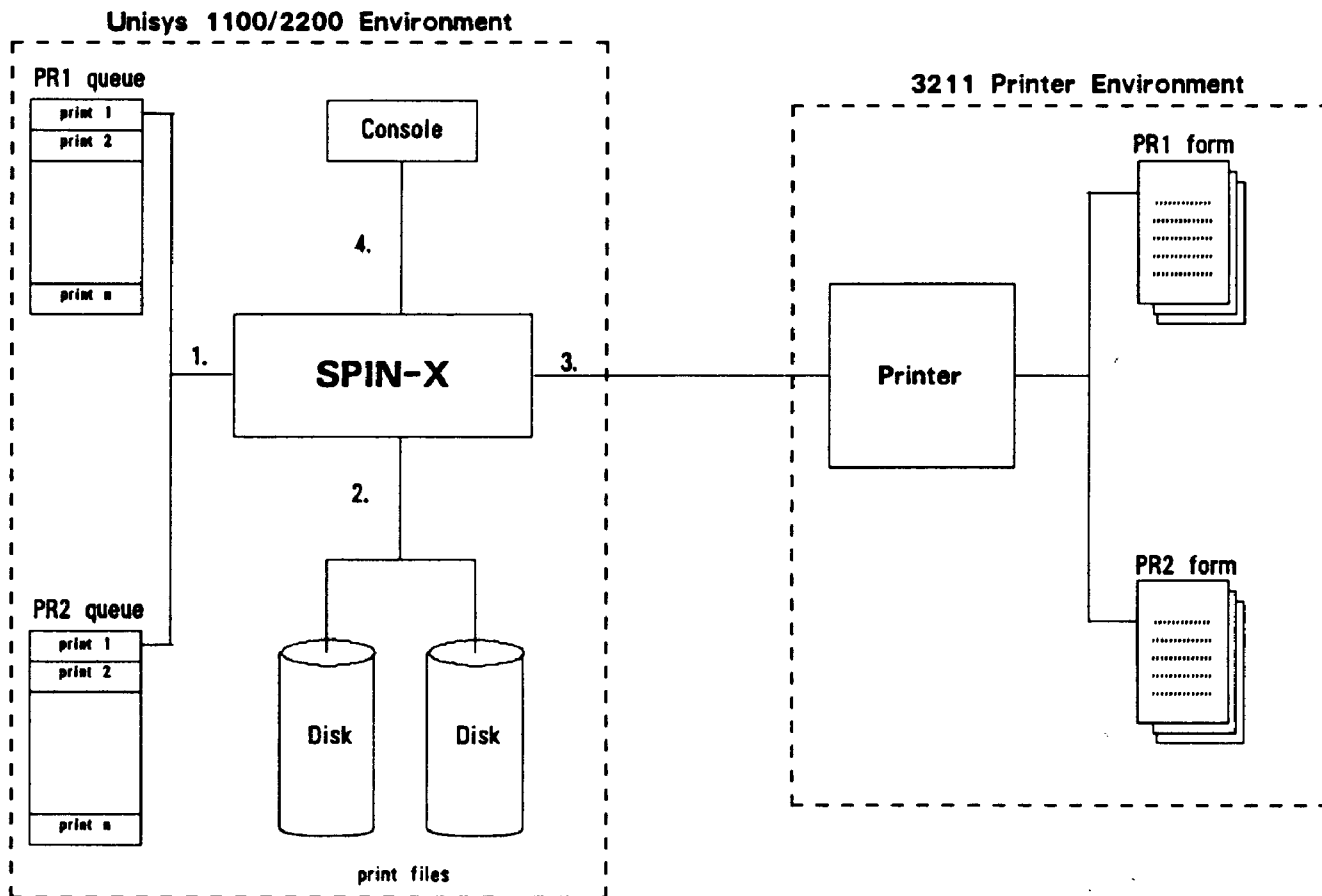 Unisys 1100/2200 Environment
PR1 queue
print 1
print 2
print n
Console
4.
1.
SPIN-X
3.
2.
PR2 queue
print 1
print 2
print n
Disk
Disk
print files
3211 Printer Environment
PR1 form
Printer
PR2 form